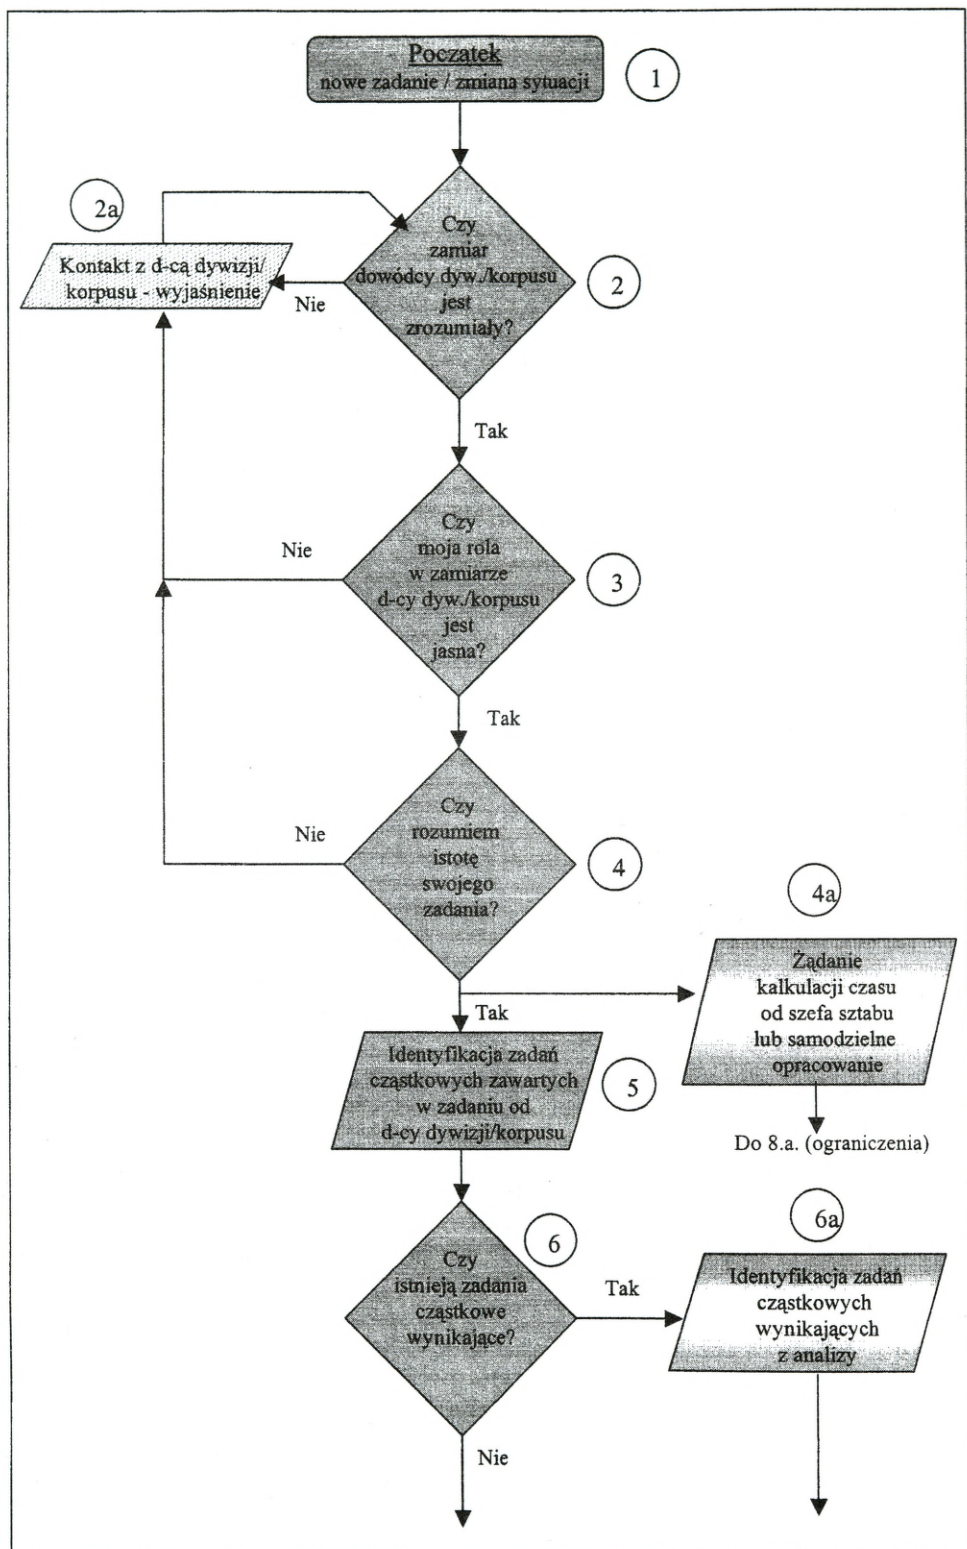 Początek
nowe zadanie / zmiana sytuacji
1
2a
Kontakt z d-cą dywizji/
korpusu - wyjaśnienie
Nie
Czy
zamiar
dowódcy dyw./korpusu
jest
zrozumiały?
2
Tak
Czy
moja rola
w zamiarze
d-cy dyw./korpusu
jest
jasna?
Nie
3
Tak
Czy
rozumiem
istotę
swojego
zadania?
Nie
4
4a
Żądanie
kalkulacji czasu
od szefa sztabu
lub samodzielne
opracowanie
Tak
Identyfikacja zadań
cząstkowych zawartych
w zadaniu od
d-cy dywizji/korpusu
5
Do 8.a. (ograniczenia)
6
6a
Czy
istnieją zadania
cząstkowe
wynikające?
Tak
Identyfikacja zadań
cząstkowych
wynikających
z analizy
Nie